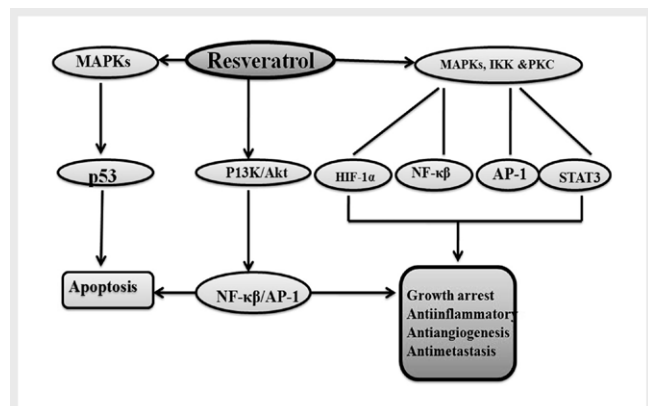 MAPKs
Resveratrol
MAPKs, IKK &PKC
p53
P13K/Akt
HIF-1α
NF-κβ
AP-1
STAT3
Apoptosis
NF-κβ/AP-1
Growth arrest
Antiinflammatory
Antiangiogenesis
Antimetastasis